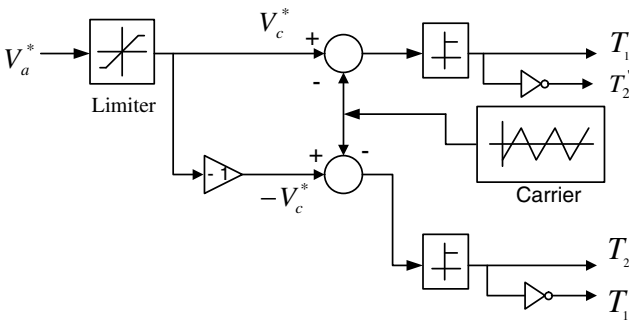 V_c^*
+
T_1
V_a^*
-
T_2'
Limiter
-
+
- 1
Carrier
-V_c^*
T_2
T_1